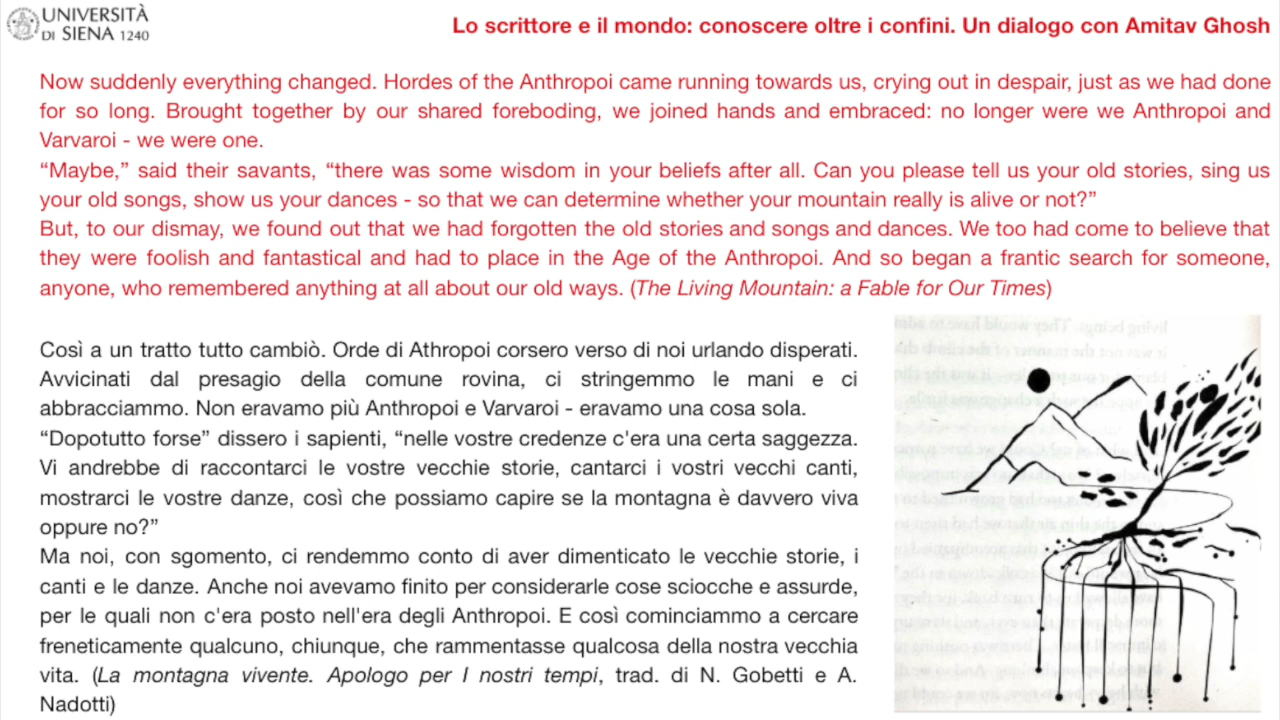 UNIVERSITÀ
DI SIENA 1240
Lo scrittore e il mondo: conoscere oltre i confini. Un dialogo con Amitav Ghosh
Now suddenly everything changed. Hordes of the Anthropoi came running towards us, crying out in despair, just as we had done
for so long. Brought together by our shared foreboding, we joined hands and embraced: no longer were we Anthropoi and
Varvaroi - we were one.
“Maybe,” said their savants, “there was some wisdom in your beliefs after all. Can you please tell us your old stories, sing us
your old songs, show us your dances - so that we can determine whether your mountain really is alive or not?”
But, to our dismay, we found out that we had forgotten the old stories and songs and dances. We too had come to believe that
they were foolish and fantastical and had to place in the Age of the Anthropoi. And so began a frantic search for someone,
anyone, who remembered anything at all about our old ways. (The Living Mountain: a Fable for Our Times)
Così a un tratto tutto cambiò. Orde di Athropoi corsero verso di noi urlando disperati.
Avvicinati dal presagio della comune rovina, ci stringemmo le mani e ci
abbracciammo. Non eravamo più Anthropoi e Varvaroi - eravamo una cosa sola.
“Dopotutto forse” dissero i sapienti, “nelle vostre credenze c'era una certa saggezza.
Vi andrebbe di raccontarci le vostre vecchie storie, cantarci i vostri vecchi canti,
mostrarci le vostre danze, così che possiamo capire se la montagna è davvero viva
oppure no?”
Ma noi, con sgomento, ci rendemmo conto di aver dimenticato le vecchie storie, i
canti e le danze. Anche noi avevamo finito per considerarle cose sciocche e assurde,
per le quali non c'era posto nell'era degli Anthropoi. E così cominciammo a cercare
freneticamente qualcuno, chiunque, che rammentasse qualcosa della nostra vecchia
vita. (La montagna vivente. Apologo per I nostri tempi, trad. di N. Gobetti e A.
Nadotti)